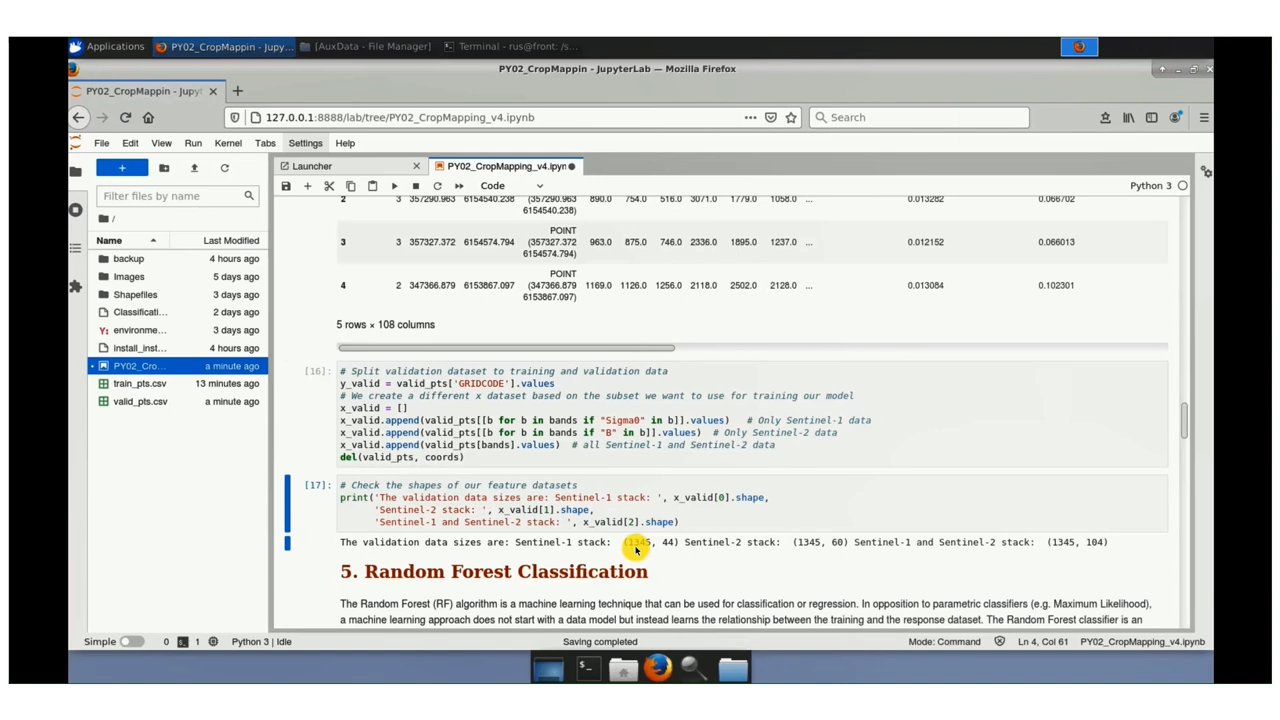 Applications PY02_CropMappin - Jupy... [AuxData - File Manager] Terminal - rus@front: /s...
PY02_CropMappin - JupyterLab — Mozilla Firefox
PY02_CropMappin - Jupyt
127.0.0.1:8888/lab/tree/PY02_CropMapping_v4.ipynb Search
File Edit View Run Kernel Tabs Settings Help
Launcher PY02_CropMapping_v4.ipyn
Code Python 3
Filter files by name
/
Name Last Modified
backup 4 hours ago
Images 5 days ago
Shapefiles 4 days ago
Classificati... 2 days ago
Y: environme... 3 days ago
install_inst... 4 hours ago
PY02_Cro... a minute ago
train_pts.csv 13 minutes ago
valid_pts.csv a minute ago
2 3 357290.963 6154540.238 (357290.963 890.0 754.0 516.0 3071.0 1779.0 1058.0 ... 0.013282 0.066702
6154540.238)
POINT
3 3 357327.372 6154574.794 (357327.372 963.0 875.0 746.0 2336.0 1895.0 1237.0 ... 0.012152 0.066013
6154574.794)
POINT
4 2 347366.879 6153867.097 (347366.879 1169.0 1126.0 1256.0 2118.0 2502.0 2128.0 ... 0.013084 0.102301
6153867.097)
5 rows × 108 columns
[16]: # Split validation dataset to training and validation data
y_valid = valid_pts['GRIDCODE'].values
# We create a different x dataset based on the subset we want to use for training our model
x_valid = []
x_valid.append(valid_pts[[b for b in bands if "Sigma0" in b]].values) # Only Sentinel-1 data
x_valid.append(valid_pts[[b for b in bands if "B" in b]].values) # Only Sentinel-2 data
x_valid.append(valid_pts[bands].values) # all Sentinel-1 and Sentinel-2 data
del(valid_pts, coords)
[17]: # Check the shapes of our feature datasets
print('The validation data sizes are: Sentinel-1 stack: ', x_valid[0].shape,
'Sentinel-2 stack: ', x_valid[1].shape,
'Sentinel-1 and Sentinel-2 stack: ', x_valid[2].shape)
The validation data sizes are: Sentinel-1 stack: (1345, 44) Sentinel-2 stack: (1345, 60) Sentinel-1 and Sentinel-2 stack: (1345, 104)
5. Random Forest Classification
The Random Forest (RF) algorithm is a machine learning technique that can be used for classification or regression. In opposition to parametric classifiers (e.g. Maximum Likelihood),
a machine learning approach does not start with a data model but instead learns the relationship between the training and the response dataset. The Random Forest classifier is an
Simple 0 1 Python 3 | Idle Saving completed Mode: Command Ln 4, Col 61 PY02_CropMapping_v4.ipynb